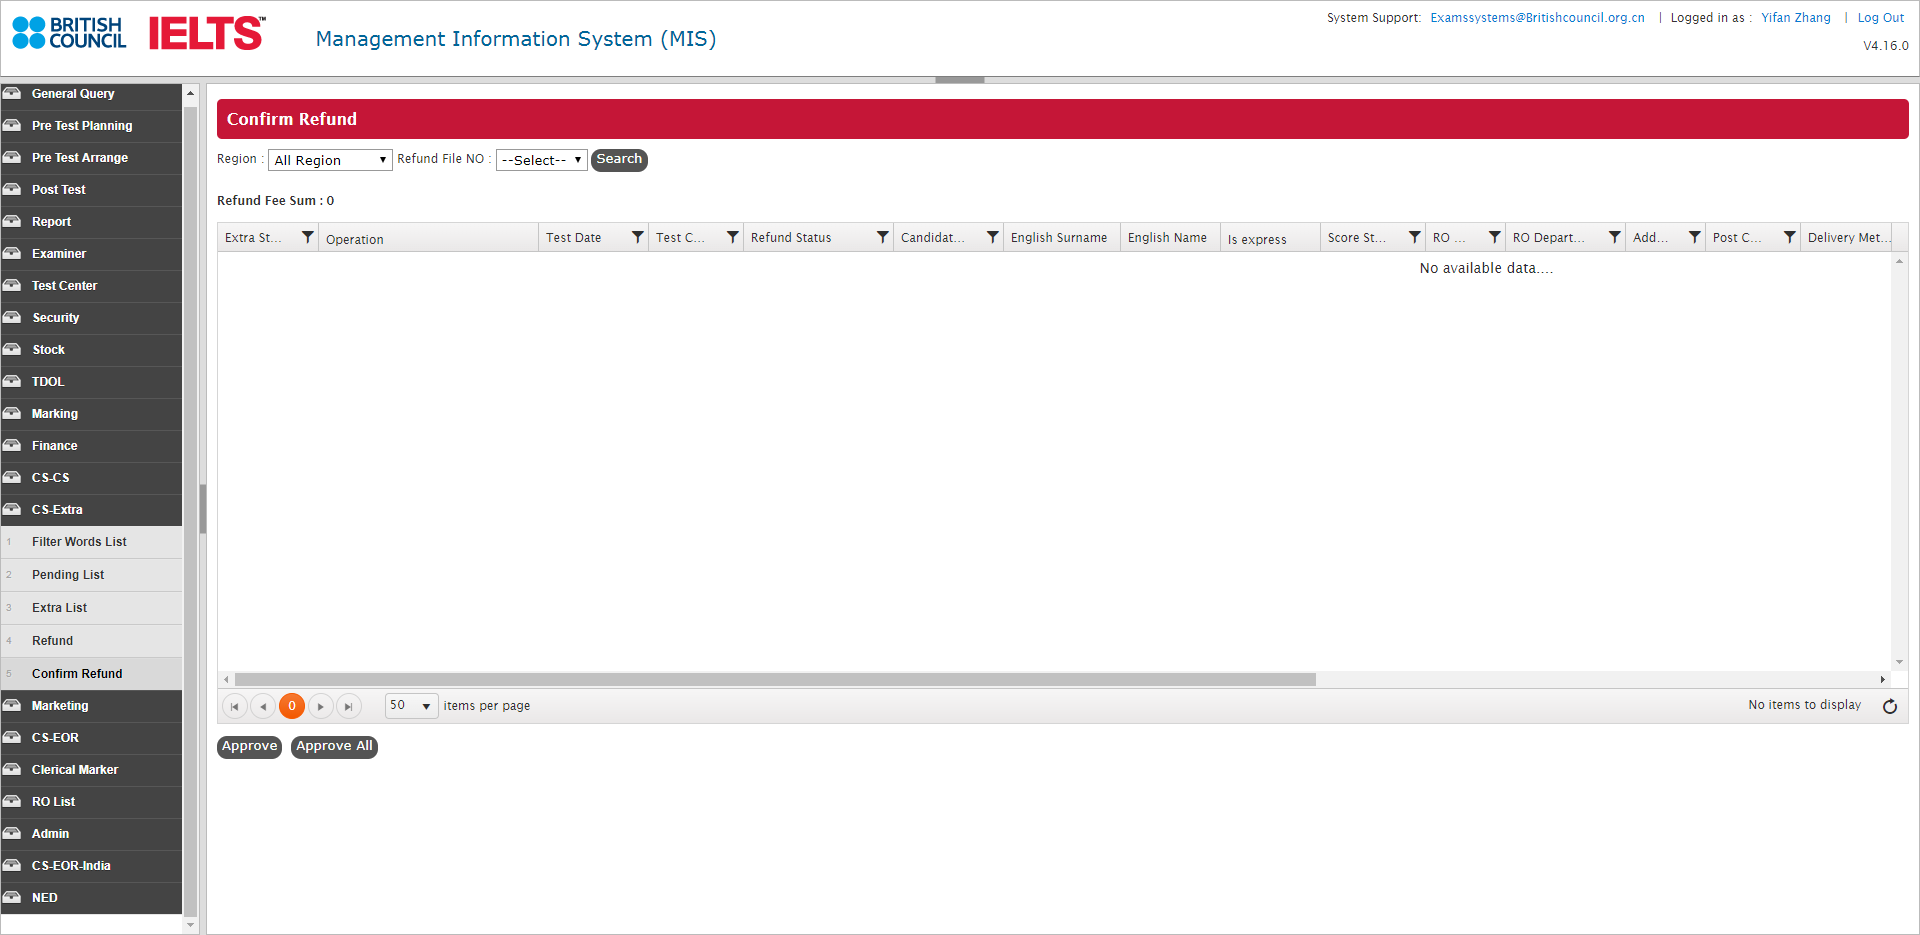 BRITISH
COUNCIL
IELTS™
Management Information System (MIS)
System Support: Examssystems@Britishcouncil.org.cn | Logged in as : Yifan Zhang | Log Out
V4.16.0
General Query
Pre Test Planning
Pre Test Arrange
Post Test
Report
Examiner
Test Center
Security
Stock
TDOL
Marking
Finance
CS-CS
CS-Extra
1 Filter Words List
2 Pending List
3 Extra List
4 Refund
5 Confirm Refund
Marketing
CS-EOR
Clerical Marker
RO List
Admin
CS-EOR-India
NED
Confirm Refund
Region : All Region Refund File NO : --Select-- Search
Refund Fee Sum : 0
Extra St... Operation Test Date Test C... Refund Status Candidat... English Surname English Name Is express Score St... RO ... RO Depart... Add... Post C... Delivery Met...
No available data....
0 50 items per page No items to display
Approve Approve All